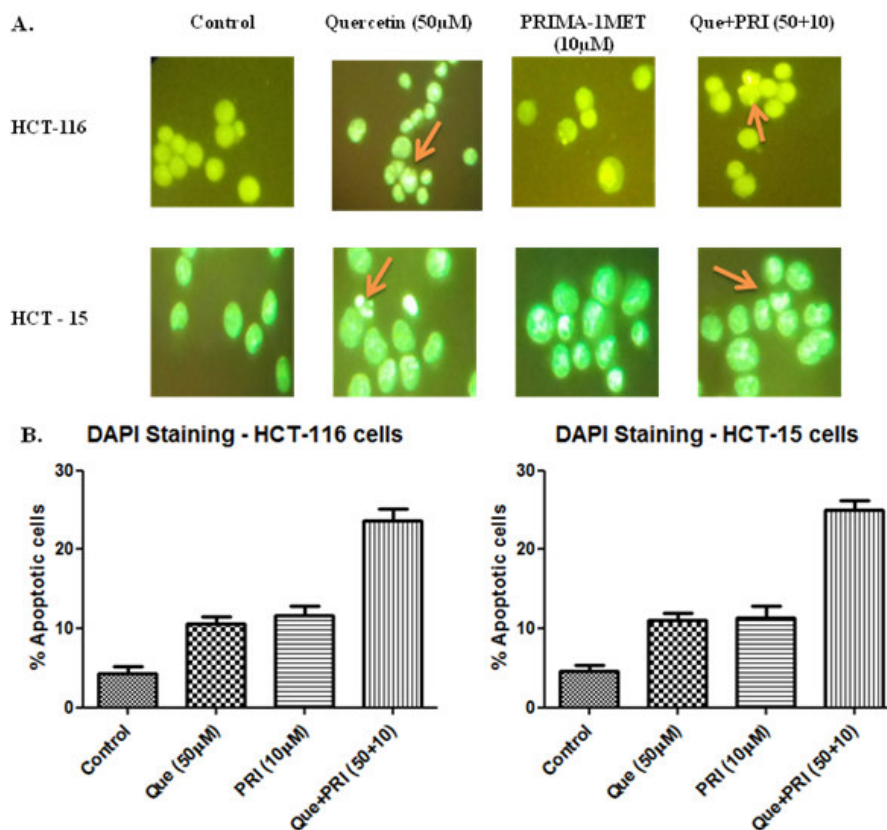 A.
Control
Quercetin (50µM)
PRIMA-1MET
(10µM)
Que+PRI (50+10)
HCT-116
HCT - 15
B.
DAPI Staining - HCT-116 cells
% Apoptotic cells
30
20
10
0
Control
Que (50µM)
PRI (10µM)
Que+PRI (50+10)
DAPI Staining - HCT-15 cells
% Apoptotic cells
30
20
10
0
Control
Que (50µM)
PRI (10µM)
Que+PRI (50+10)